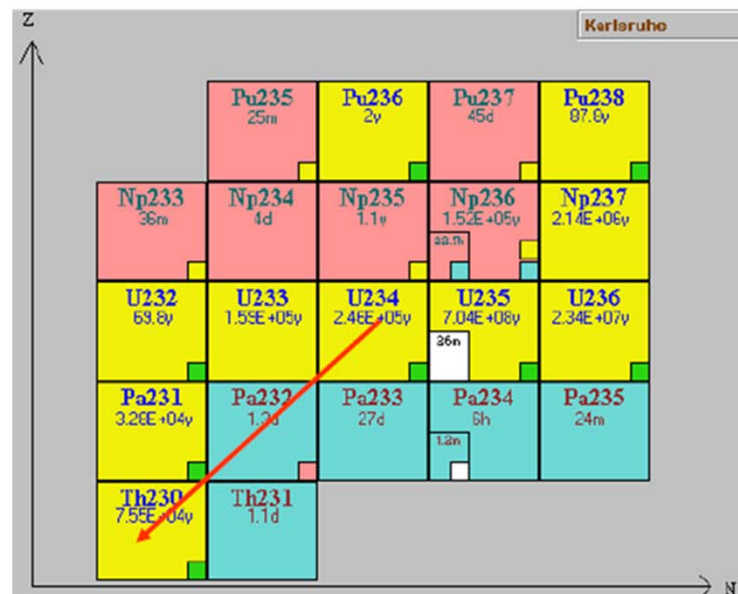 Z
Karlsruhe
Pu235 Pu236 Pu237 Pu238
25m 2y 45d 87.8y
Np233 Np234 Np235 Np236 Np237
36m 4d 1.1y 1.52E+05y 2.14E+06y
U232 U233 U234 U235 U236
69.8y 1.59E+05y 2.46E+05y 7.04E+08y 2.34E+07y
26m
Pa231 Pa232 Pa233 Pa234 Pa235
3.28E+04y 1.3d 27d 6h 24m
1.2m
Th230 Th231
7.55E+04y 1.1d
N